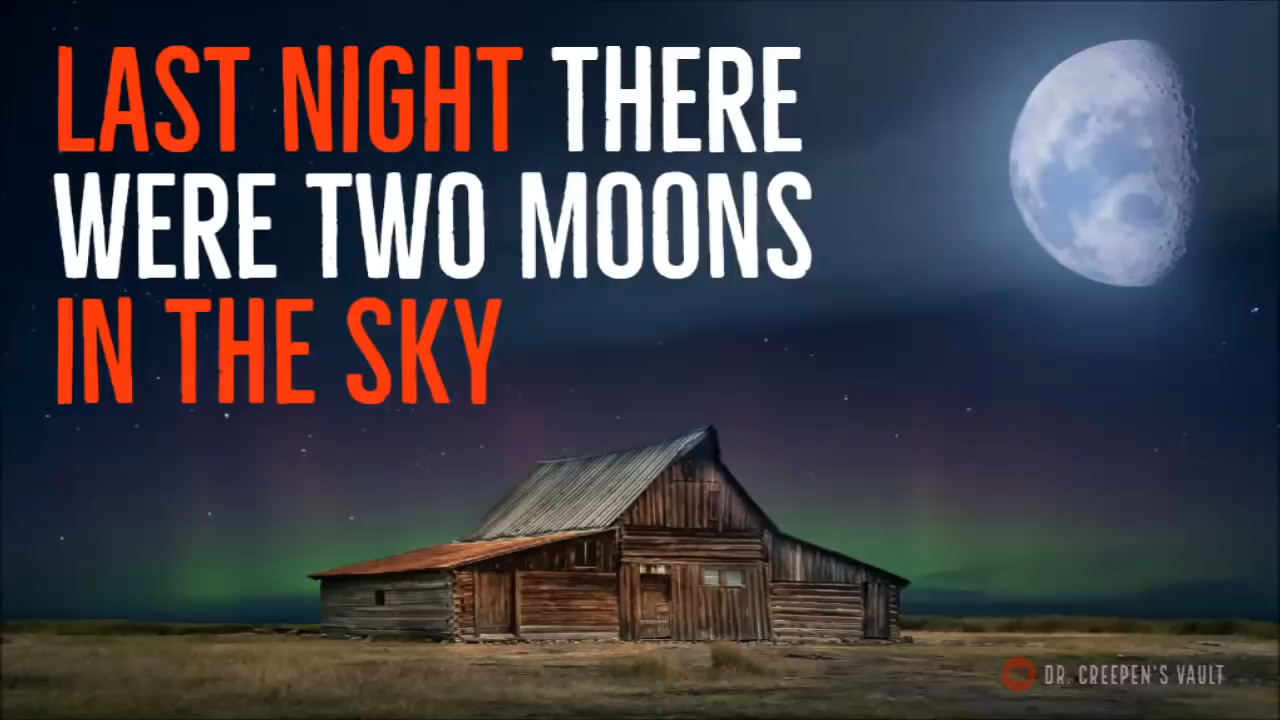 LAST NIGHT THERE
WERE TWO MOONS
IN THE SKY
DR. CREEPEN'S VAULT